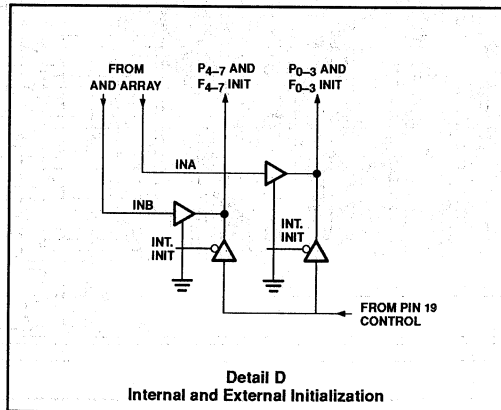 FROM
AND ARRAY
P4–7 AND
F4–7 INIT
P0–3 AND
F0–3 INIT
INA
INB
INT.
INIT
INT.
INIT
FROM PIN 19
CONTROL
Detail D
Internal and External Initialization